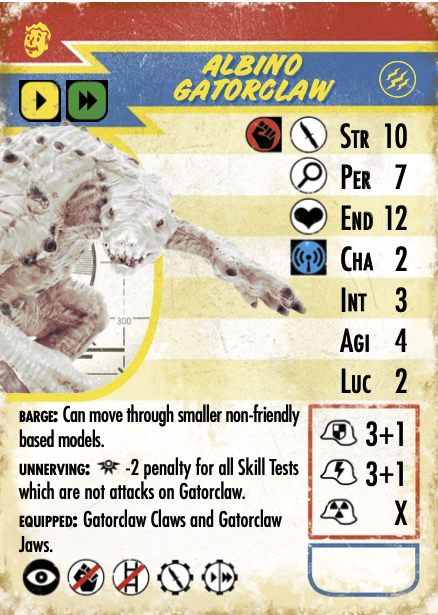 ALBINO
GATORCLAW
STR 10
PER 7
END 12
CHA 2
INT 3
AGI 4
LUC 2
300
BARGE: Can move through smaller non-friendly
based models.
UNNERVING: -2 penalty for all Skill Tests
which are not attacks on Gatorclaw.
EQUIPPED: Gatorclaw Claws and Gatorclaw
Jaws.
3+1
3+1
X